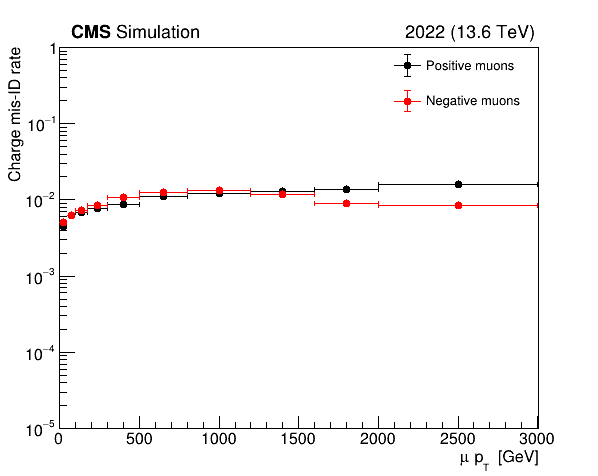 CMS Simulation 2022 (13.6 TeV)
Charge mis-ID rate
Positive muons
Negative muons
1
10⁻¹
10⁻²
10⁻³
10⁻⁴
10⁻⁵
0 500 1000 1500 2000 2500 3000
μ p_T [GeV]